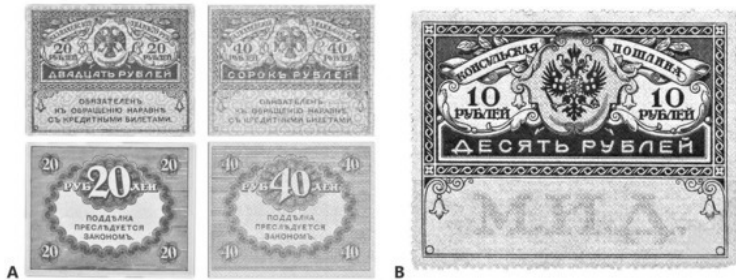 КАЗНАЧЕЙСКІЙ ЗНАКЪ
20 РУБЛЕЙ 20 РУБЛЕЙ
ДВАДЦАТЬ РУБЛЕЙ
ОБЯЗАТЕЛЕНЪ
КЪ ОБРАЩЕНІЮ НАРАВНѢ
СЪ КРЕДИТНЫМИ БИЛЕТАМИ.
40 РУБЛЕЙ 40 РУБЛЕЙ
СОРОКЪ РУБЛЕЙ
ОБЯЗАТЕЛЕНЪ
КЪ ОБРАЩЕНІЮ НАРАВНѢ
СЪ КРЕДИТНЫМИ БИЛЕТАМИ.
20 20
РУБ 20 ЛЕЙ
ПОДДѢЛКА
ПРЕСЛѢДУЕТСЯ
ЗАКОНОМЪ.
20 20
40 40
РУБ 40 ЛЕЙ
ПОДДѢЛКА
ПРЕСЛѢДУЕТСЯ
ЗАКОНОМЪ.
40 40
A
КОНСУЛЬСКАЯ ПОШЛИНА
10 РУБЛЕЙ 10 РУБЛЕЙ
ДЕСЯТЬ РУБЛЕЙ
М.И.Д.
B